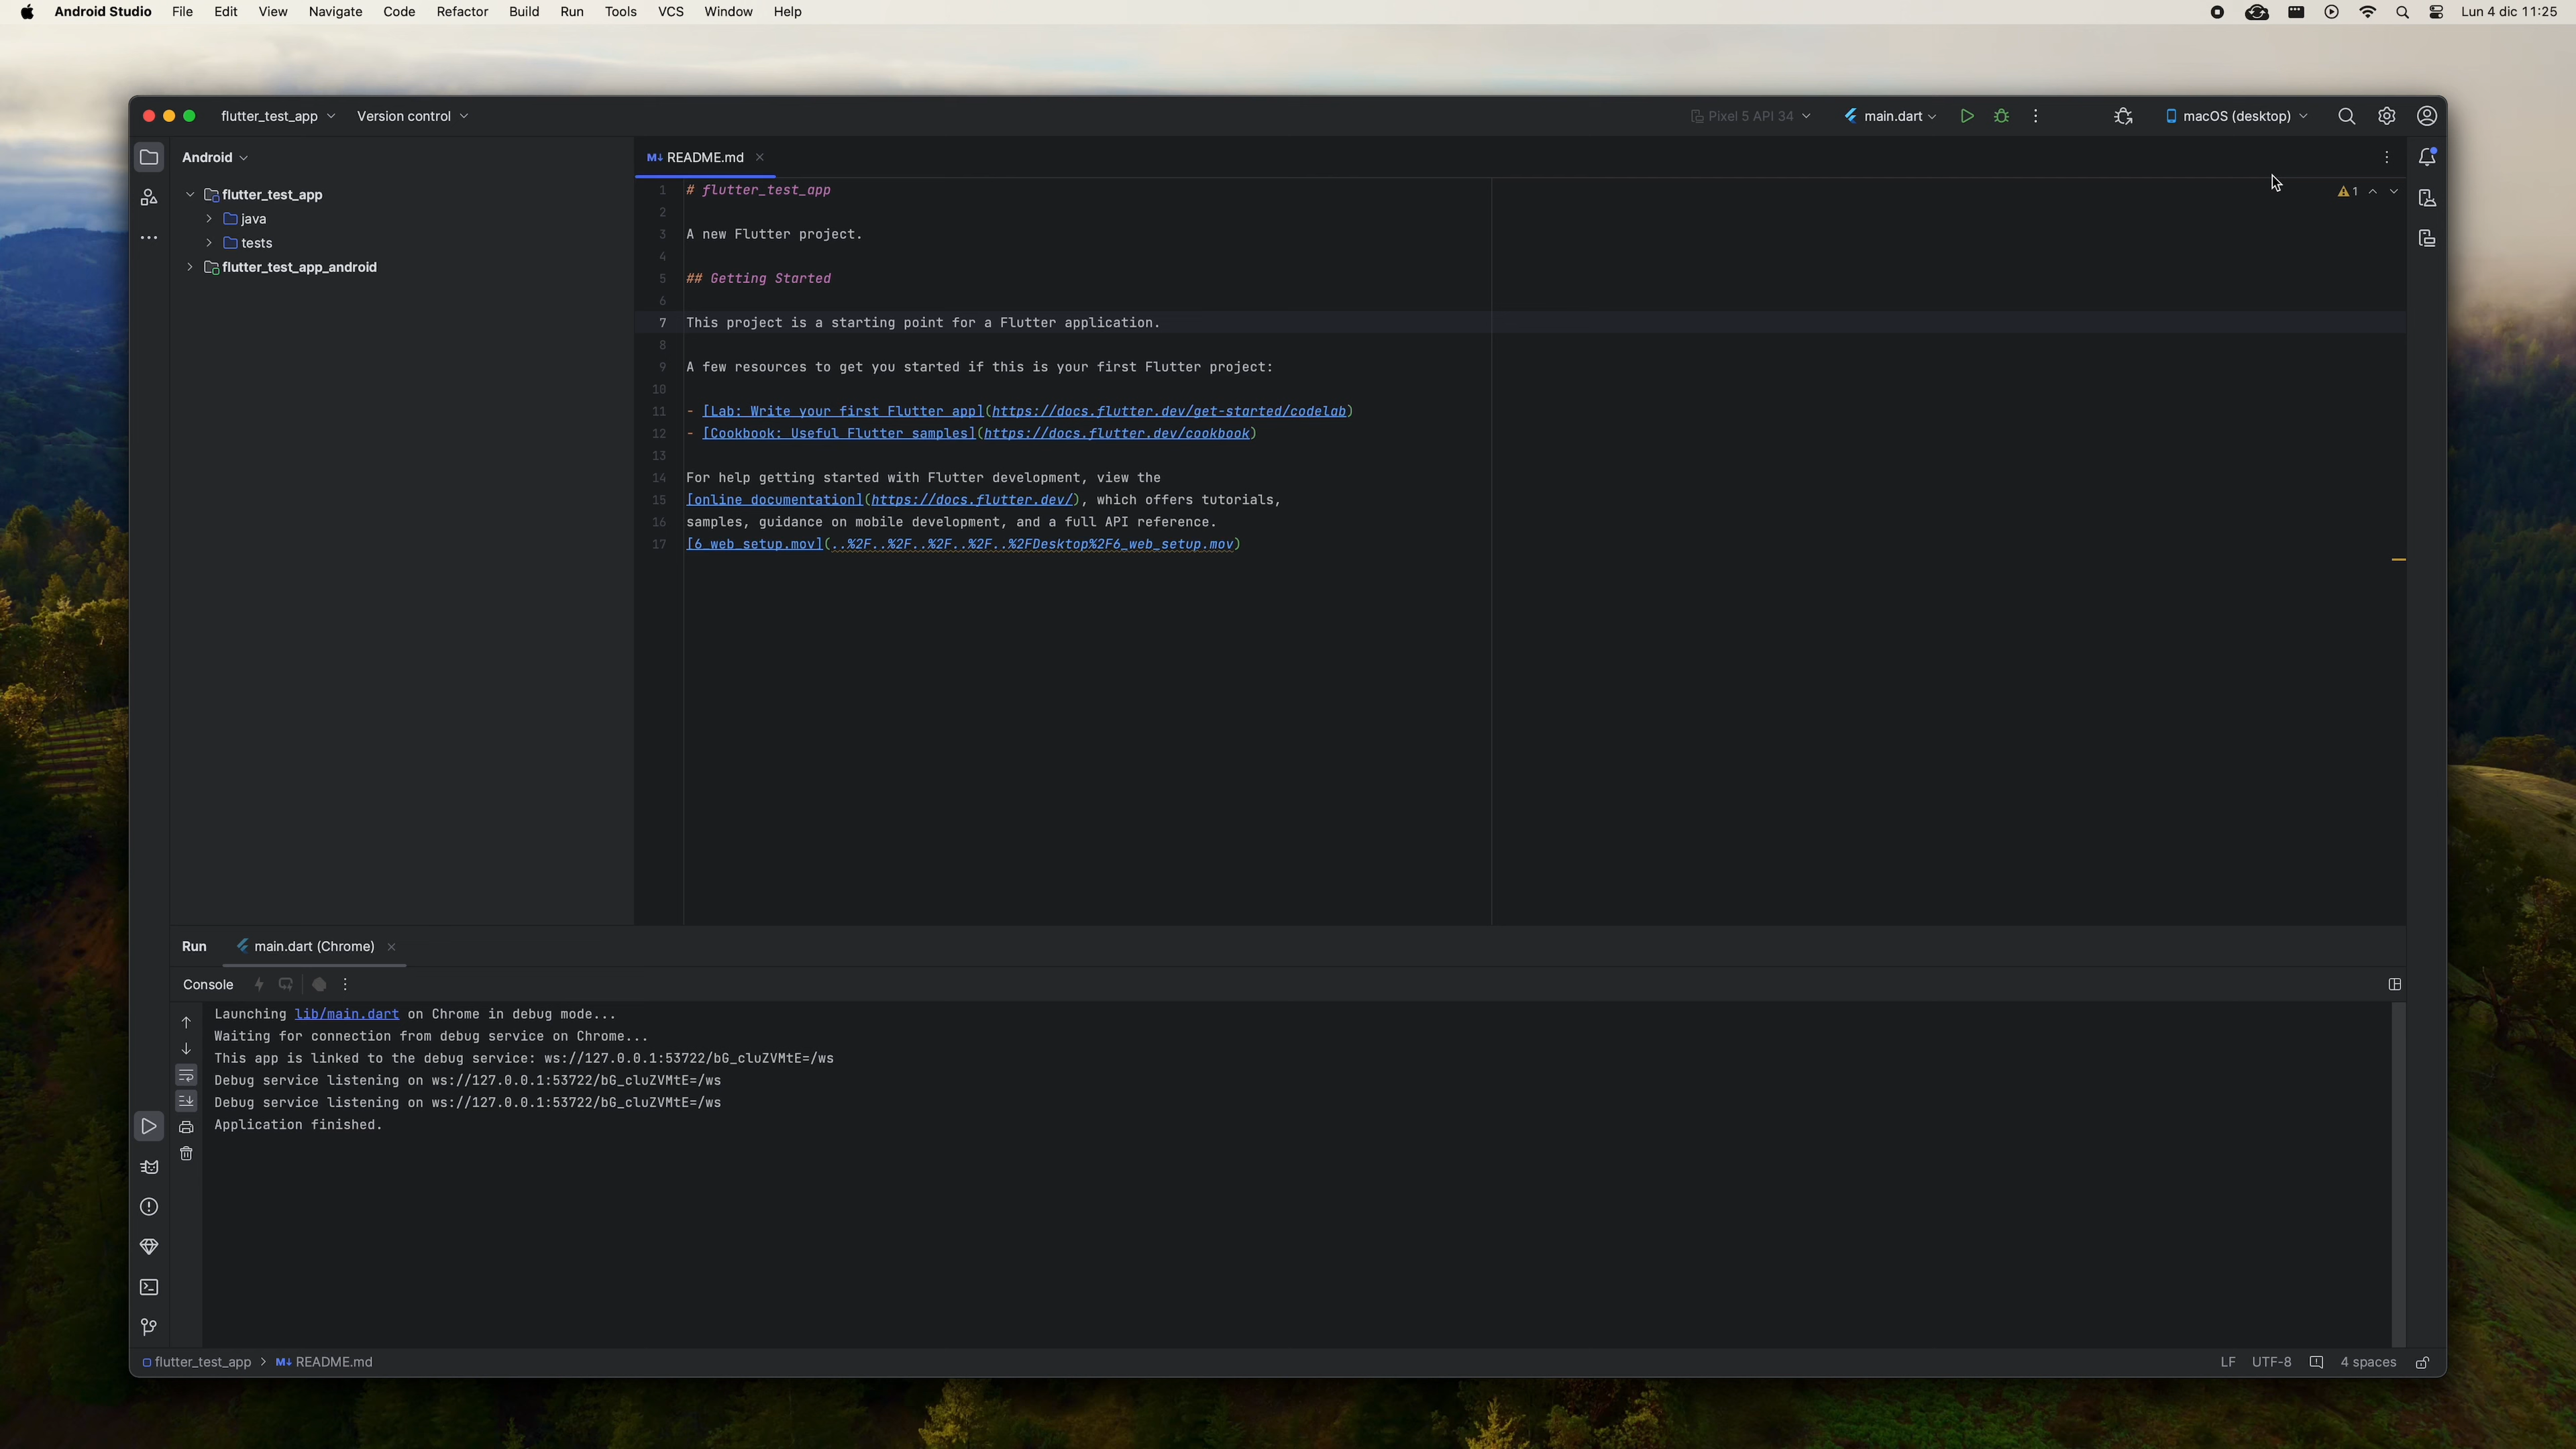 Android Studio File Edit View Navigate Code Refactor Build Run Tools VCS Window Help Lun 4 dic 11:25
flutter_test_app Version control Pixel 5 API 34 main.dart macOS (desktop)
Android
README.md
flutter_test_app
java
tests
flutter_test_app_android
1 # flutter_test_app
2
3 A new Flutter project.
4
5 ## Getting Started
6
7 This project is a starting point for a Flutter application.
8
9 A few resources to get you started if this is your first Flutter project:
10
11 - [Lab: Write your first Flutter app](https://docs.flutter.dev/get-started/codelab)
12 - [Cookbook: Useful Flutter samples](https://docs.flutter.dev/cookbook)
13
14 For help getting started with Flutter development, view the
15 [online documentation](https://docs.flutter.dev/), which offers tutorials,
16 samples, guidance on mobile development, and a full API reference.
17 [6_web_setup.mov](..%2F..%2F..%2F..%2F..%2FDesktop%2F6_web_setup.mov)
1
Run main.dart (Chrome)
Console
Launching lib/main.dart on Chrome in debug mode...
Waiting for connection from debug service on Chrome...
This app is linked to the debug service: ws://127.0.0.1:53722/bG_cluZVMtE=/ws
Debug service listening on ws://127.0.0.1:53722/bG_cluZVMtE=/ws
Debug service listening on ws://127.0.0.1:53722/bG_cluZVMtE=/ws
Application finished.
flutter_test_app > M↓ README.md LF UTF-8 4 spaces